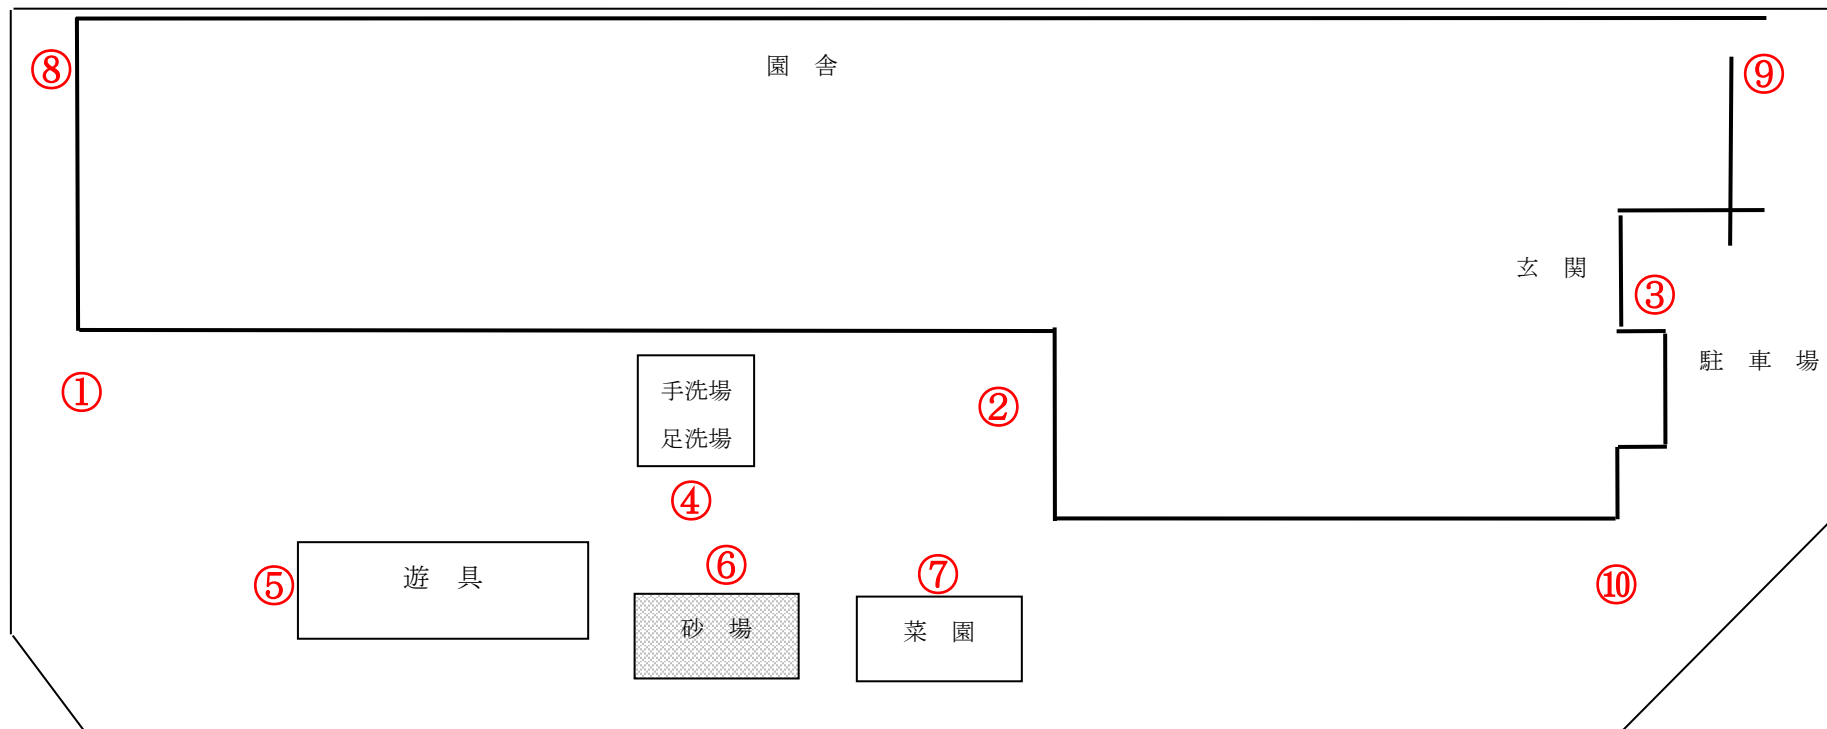 ⑧
園 舎
⑨
玄 関
③
駐 車 場
①
手洗場
足洗場
②
④
⑤
遊 具
⑥
⑦
⑩
砂 場
菜 園